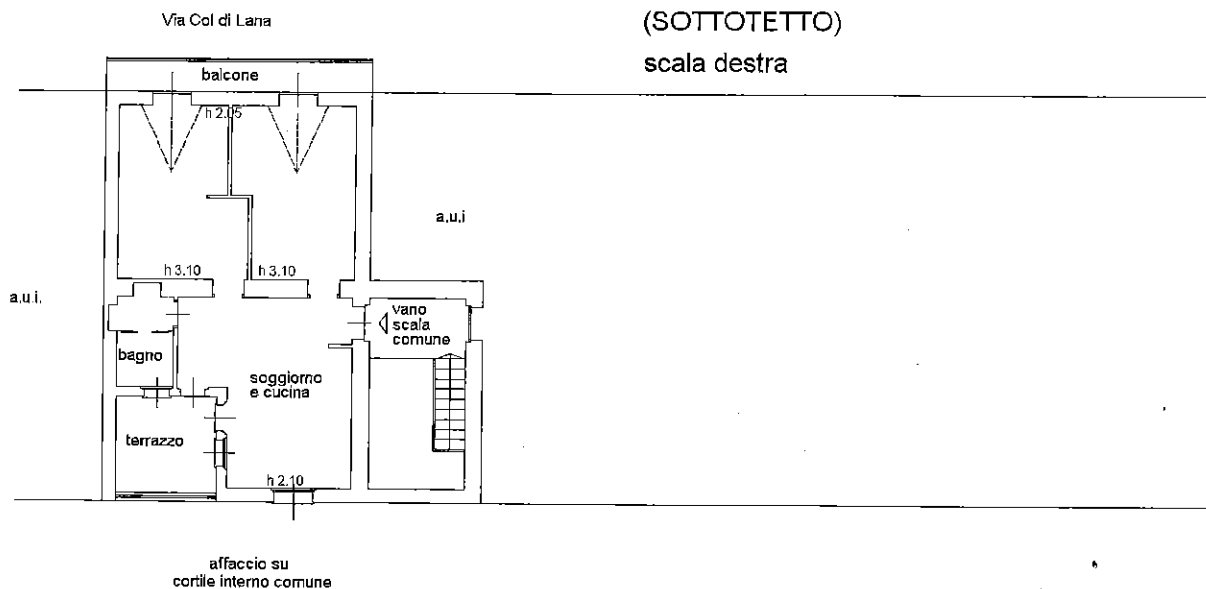 Via Col di Lana
(SOTTOTETTO)
scala destra
balcone
h 2.05
a,u,i
h 3.10
h 3.10
a.u.i.
vano
scala
comune
bagno
soggiorno
e cucina
terrazzo
h 2.10
affaccio su
cortile interno comune